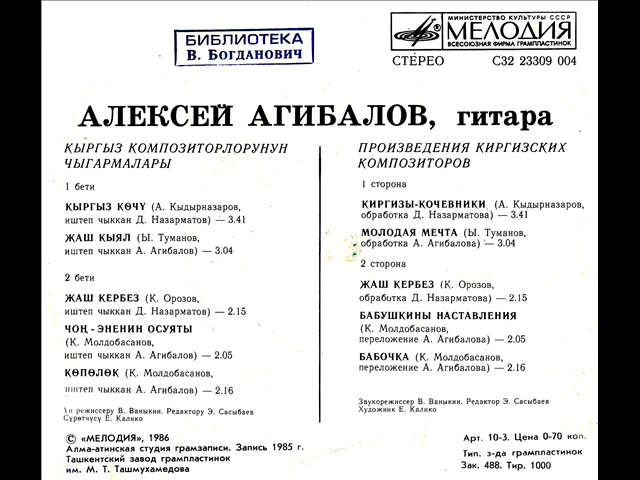 БИБЛИОТЕКА
В. Богданович
МИНИСТЕРСТВО КУЛЬТУРЫ СССР
МЕЛОДИЯ
ВСЕСОЮЗНАЯ ФИРМА ГРАМПЛАСТИНОК
СТЕРЕО С32 23309 004
АЛЕКСЕЙ АГИБАЛОВ, гитара
КЫРГЫЗ КОМПОЗИТОРЛОРУНУН
ЧЫГАРМАЛАРЫ
1 бети
КЫРГЫЗ КӨЧҮ (А. Кыдырназаров,
иштеп чыккан Д. Назарматов) — 3.41
ЖАШ КЫЯЛ (Ы. Туманов,
иштеп чыккан А. Агибалов) — 3.04
2 бети
ЖАШ КЕРБЕЗ (К. Орозов,
иштеп чыккан Д. Назарматов) — 2.15
ЧОҢ-ЭНЕНИН ОСУЯТЫ
(К. Молдобасанов,
иштеп чыккан А. Агибалов) — 2.05
КӨПӨЛӨК (К. Молдобасанов,
иштеп чыккан А. Агибалов) — 2.16
режиссеру В. Ваныкин. Редактору Э. Сасыбаев
Сүрөтчүсү Е. Калико
ПРОИЗВЕДЕНИЯ КИРГИЗСКИХ
КОМПОЗИТОРОВ
1 сторона
КИРГИЗЫ-КОЧЕВНИКИ (А. Кыдырназаров,
обработка Д. Назарматова) — 3.41
МОЛОДАЯ МЕЧТА (Ы. Туманов,
обработка А. Агибалова) — 3.04
2 сторона
ЖАШ КЕРБЕЗ (К. Орозов,
обработка Д. Назарматова) — 2.15
БАБУШКИНЫ НАСТАВЛЕНИЯ
(К. Молдобасанов,
переложение А. Агибалова) — 2.05
БАБОЧКА (К. Молдобасанов,
переложение А. Агибалова) — 2.16
Звукорежиссер В. Ваныкин. Редактор Э. Сасыбаев
Художник Е. Калико
© «МЕЛОДИЯ», 1986
Алма-атинская студия грамзаписи. Запись 1985 г.
Ташкентский завод грампластинок
им. М. Т. Ташмухамедова
Арт. 10-3. Цена 0-70 коп.
Тип. з-да грампластинок
Зак. 488. Тир. 1000